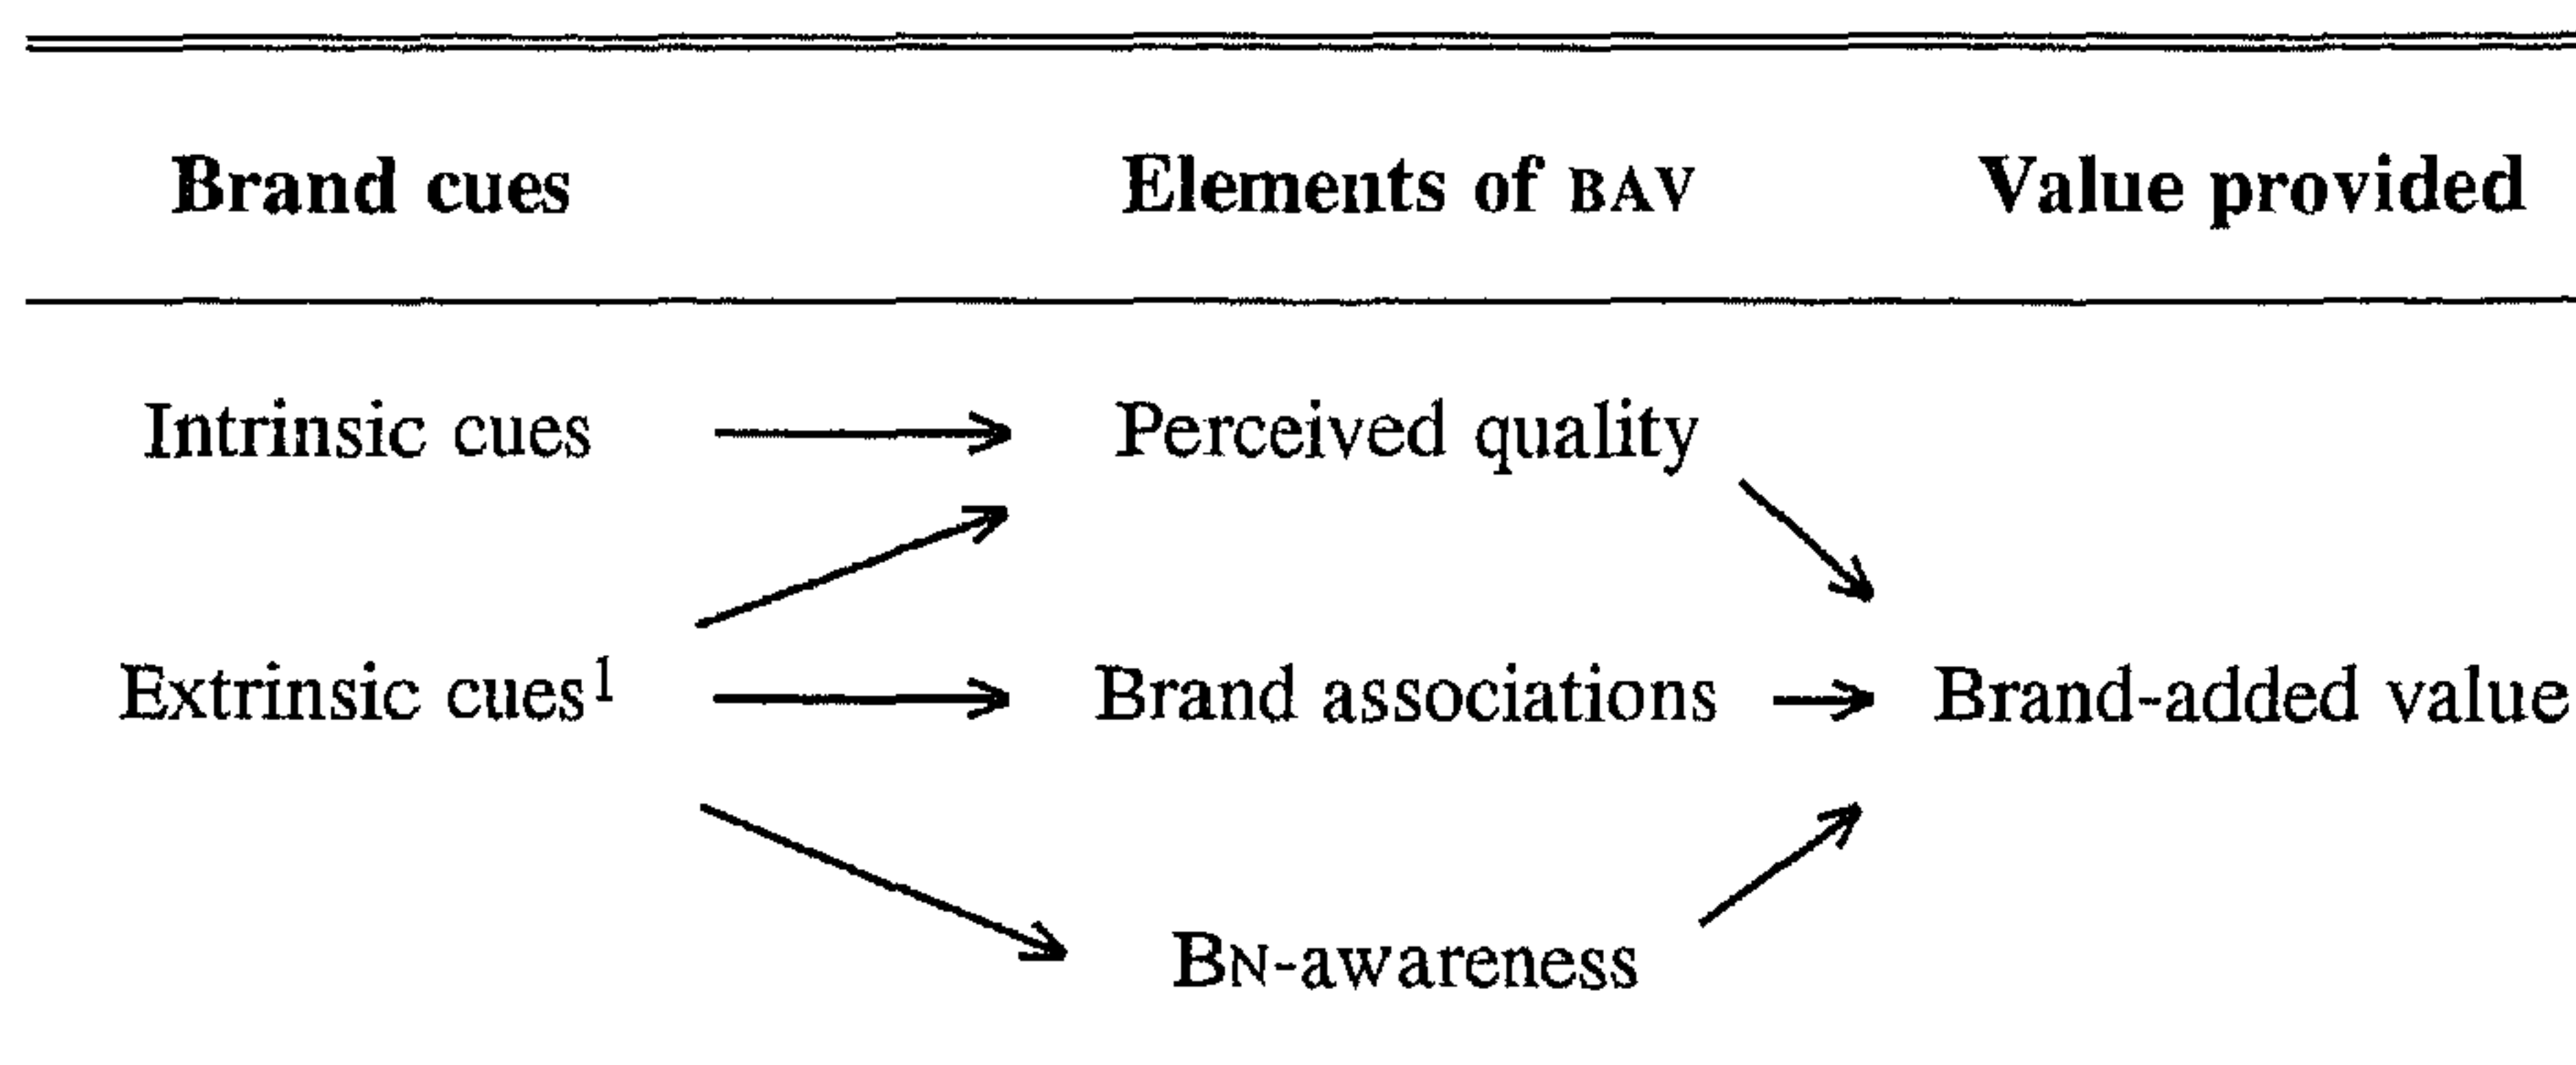 Brand cues Elements of BAV Value provided
Intrinsic cues → Perceived quality
Extrinsic cues¹ → Brand associations → Brand-added value
BN-awareness